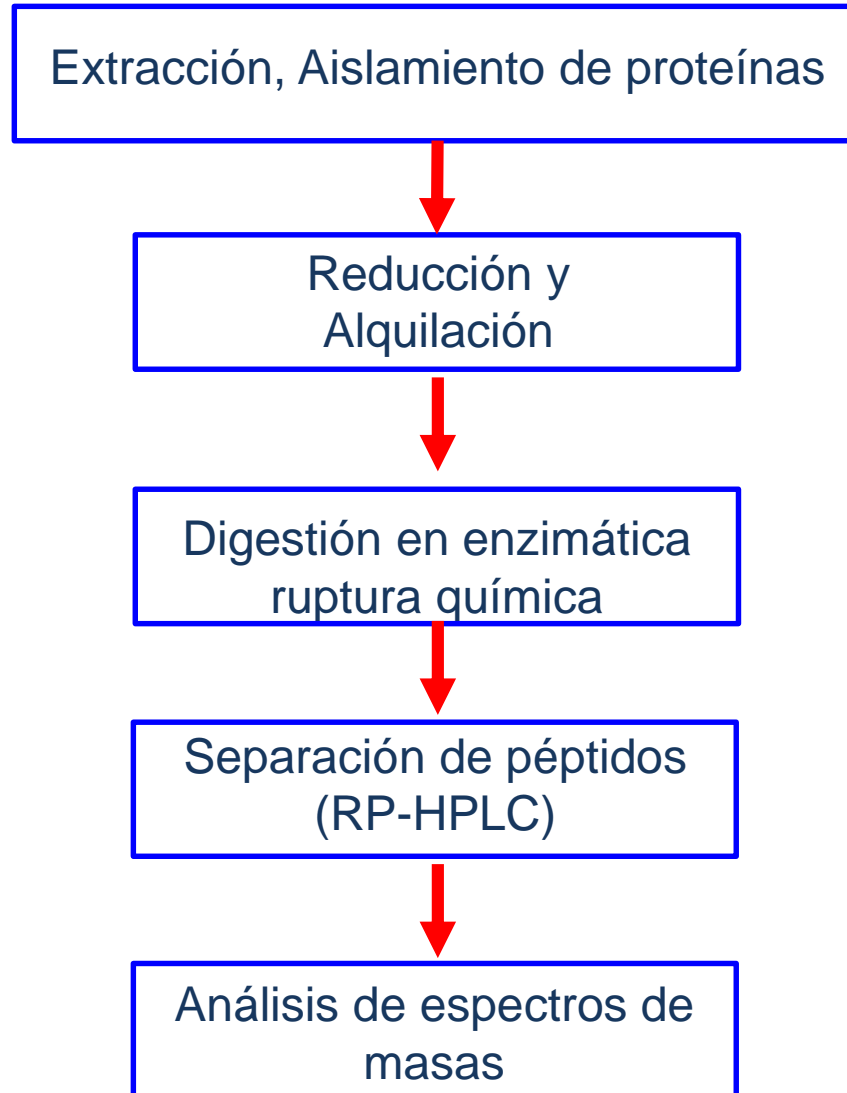 Extracción, Aislamiento de proteínas
Reducción y
Alquilación
Digestión en enzimática
ruptura química
Separación de péptidos
(RP-HPLC)
Análisis de espectros de
masas